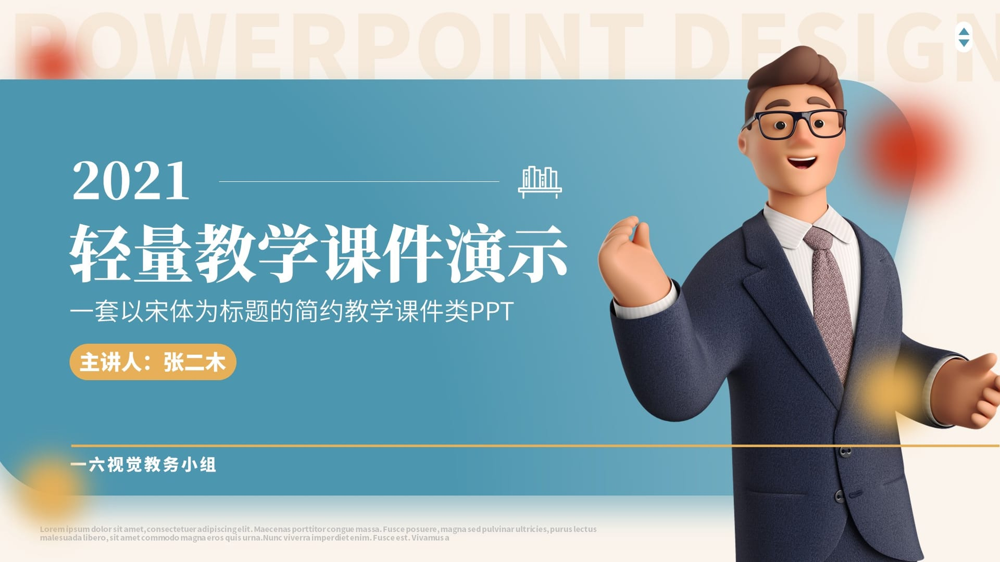 POWERPOINT DESIGN
2021
轻量教学课件演示
一套以宋体为标题的简约教学课件类PPT
主讲人：张二木
一六视觉教务小组
Lorem ipsum dolor sit amet, consectetuer adipiscing elit. Maecenas porttitor congue massa. Fusce posuere, magna sed pulvinar ultricies, purus lectus
malesuada libero, sit amet commodo magna eros quis urna.Nunc viverra imperdiet enim. Fusce est. Vivamus a